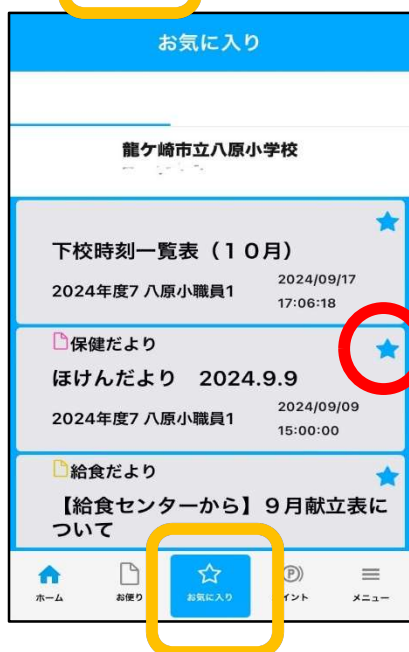 お気に入り
龍ケ崎市立八原小学校
下校時刻一覧表（１０月）
2024年度7 八原小職員1
2024/09/17
17:06:18
保健だより
ほけんだより　2024.9.9
2024年度7 八原小職員1
2024/09/09
15:00:00
給食だより
【給食センターから】９月献立表に
ついて
ホーム
お便り
お気に入り
イント
メニュー